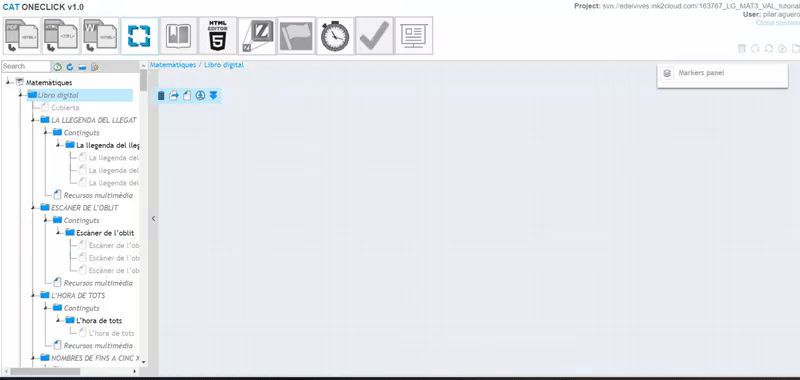 CAT ONECLICK v1.0
Project: svn://edelvives.nk2cloud.com/163767_LG_MAT3_VAL_tutorial
User: pilar.aguero
Close session
HTML
EDITOR
5
Search
Matemàtiques / Libro digital
Markers panel
Matemàtiques
Libro digital
Cubierta
LA LLEGENDA DEL LLEGAT
Continguts
La llegenda del lleg
La llegenda del
La llegenda del
La llegenda del
Recursos multimèdia
ESCÀNER DE L'OBLIT
Continguts
Escàner de l'oblit
Escàner de l'obl
Escàner de l'obl
Escàner de l'obl
Recursos multimèdia
L'HORA DE TOTS
Continguts
L'hora de tots
L'hora de tots
Recursos multimèdia
NOMBRES DE FINS A CINC X